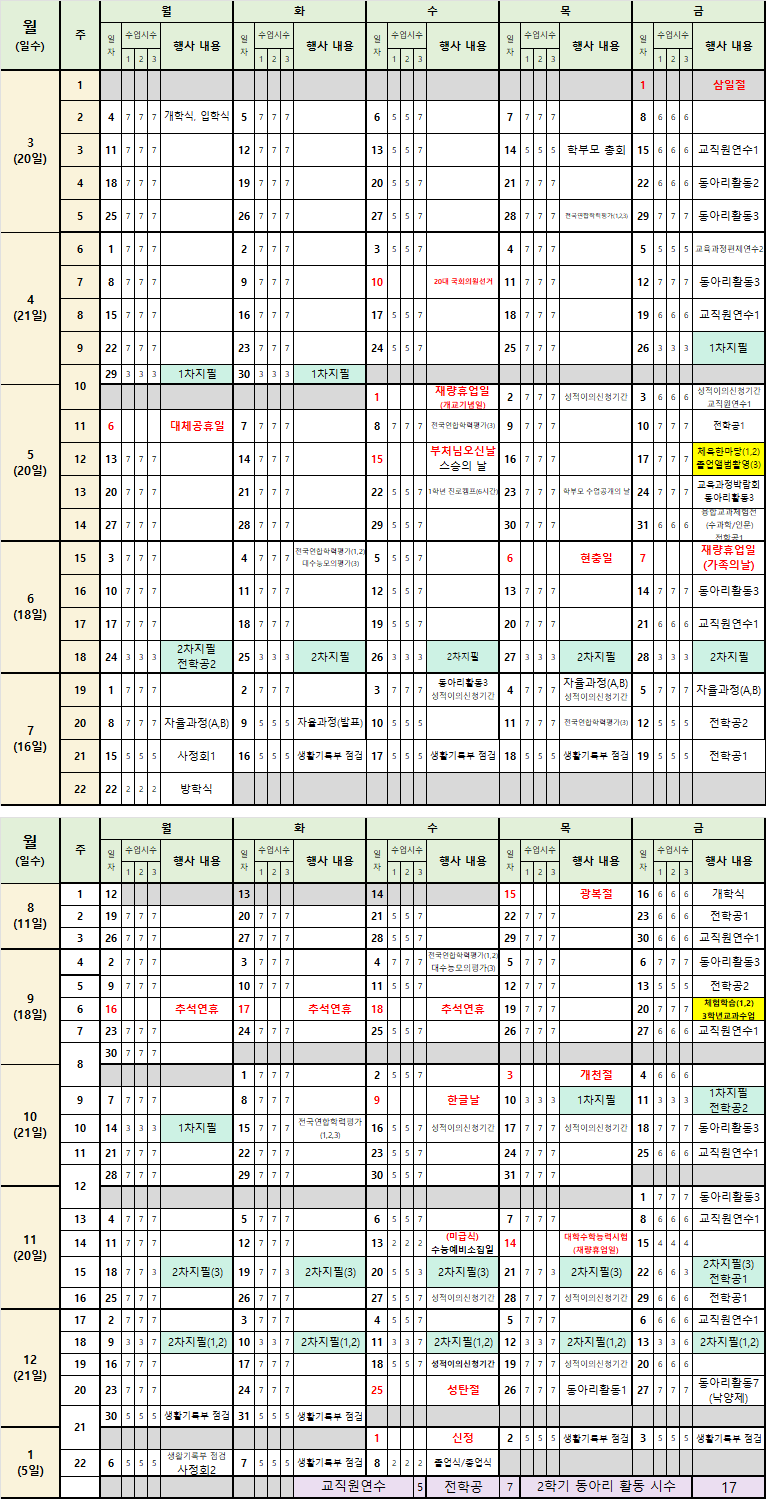 월 (일수) 주 월 화 수 목 금
일자 수업시수 행사 내용 일자 수업시수 행사 내용 일자 수업시수 행사 내용 일자 수업시수 행사 내용 일자 수업시수 행사 내용
1 2 3 1 2 3 1 2 3 1 2 3 1 2 3
3 (20일)
1 1 삼일절
2 4 7 7 7 개학식, 입학식 5 7 7 7 6 5 5 7 7 7 7 7 8 6 6 6
3 11 7 7 7 12 7 7 7 13 5 5 7 14 5 5 5 학부모 총회 15 6 6 6 교직원연수1
4 18 7 7 7 19 7 7 7 20 5 5 7 21 7 7 7 22 6 6 6 동아리활동2
5 25 7 7 7 26 7 7 7 27 5 5 7 28 7 7 7 전국연합학력평가(1,2,3) 29 7 7 7 동아리활동3
4 (21일)
6 1 7 7 7 2 7 7 7 3 5 5 7 4 7 7 7 5 5 5 5 교육과정편제연수2
7 8 7 7 7 9 7 7 7 10 20대 국회의원선거 11 7 7 7 12 7 7 7 동아리활동3
8 15 7 7 7 16 7 7 7 17 5 5 7 18 7 7 7 19 6 6 6 교직원연수1
9 22 7 7 7 23 7 7 7 24 5 5 7 25 7 7 7 26 3 3 3 1차지필
10 29 3 3 3 1차지필 30 3 3 3 1차지필
5 (20일)
1 재량휴업일 (개교기념일) 2 7 7 7 성적이의신청기간 3 6 6 6 성적이의신청기간 교직원연수1
11 6 대체공휴일 7 7 7 7 8 7 7 7 전국연합학력평가(3) 9 7 7 7 10 7 7 7 전학공1
12 13 7 7 7 14 7 7 7 15 부처님오신날 스승의 날 16 7 7 7 17 7 7 7 체육한마당(1,2) 졸업앨범촬영(3)
13 20 7 7 7 21 7 7 7 22 5 5 7 1학년 진로캠프(6시간) 23 7 7 7 학부모 수업공개의 날 24 7 7 7 교육과정박람회 동아리활동3
14 27 7 7 7 28 7 7 7 29 5 5 7 30 7 7 7 31 6 6 6 융합교과체험전 (수과학/인문) 전학공1
6 (18일)
15 3 7 7 7 4 7 7 7 전국연합학력평가(1,2) 대수능모의평가(3) 5 5 5 7 6 현충일 7 재량휴업일 (가족의날)
16 10 7 7 7 11 7 7 7 12 5 5 7 13 7 7 7 14 7 7 7 동아리활동3
17 17 7 7 7 18 7 7 7 19 5 5 7 20 7 7 7 21 6 6 6 교직원연수1
18 24 3 3 3 2차지필 전학공2 25 3 3 3 2차지필 26 3 3 3 2차지필 27 3 3 3 2차지필 28 3 3 3 2차지필
7 (16일)
19 1 7 7 7 2 7 7 7 3 7 7 7 동아리활동3 성적이의신청기간 4 7 7 7 자율과정(A,B) 성적이의신청기간 5 7 7 7 자율과정(A,B)
20 8 7 7 7 자율과정(A,B) 9 5 5 5 자율과정(발표) 10 5 5 5 11 7 7 7 전국연합학력평가(3) 12 5 5 5 전학공2
21 15 5 5 5 사정회1 16 5 5 5 생활기록부 점검 17 5 5 5 생활기록부 점검 18 5 5 5 생활기록부 점검 19 5 5 5 전학공1
22 22 2 2 2 방학식
월 (일수) 주 월 화 수 목 금
일자 수업시수 행사 내용 일자 수업시수 행사 내용 일자 수업시수 행사 내용 일자 수업시수 행사 내용 일자 수업시수 행사 내용
1 2 3 1 2 3 1 2 3 1 2 3 1 2 3
8 (11일)
1 12 13 14 15 광복절 16 6 6 6 개학식
2 19 7 7 7 20 7 7 7 21 5 5 7 22 7 7 7 23 6 6 6 전학공1
3 26 7 7 7 27 7 7 7 28 5 5 7 29 7 7 7 30 6 6 6 교직원연수1
9 (18일)
4 2 7 7 7 3 7 7 7 4 7 7 7 전국연합학력평가(1,2) 대수능모의평가(3) 5 7 7 7 6 7 7 7 동아리활동3
5 9 7 7 7 10 7 7 7 11 5 5 7 12 7 7 7 13 5 5 5 전학공2
6 16 추석연휴 17 추석연휴 18 추석연휴 19 7 7 7 20 7 7 7 체험학습(1,2) 3학년교과수업
7 23 7 7 7 24 7 7 7 25 5 5 7 26 7 7 7 27 6 6 6 교직원연수1
8 30 7 7 7
10 (21일)
1 7 7 7 2 5 5 7 3 개천절 4 6 6 6
9 7 7 7 7 8 7 7 7 9 한글날 10 3 3 3 1차지필 11 3 3 3 1차지필 전학공2
10 14 3 3 3 1차지필 15 7 7 7 전국연합학력평가 (1,2,3) 16 5 5 7 성적이의신청기간 17 7 7 7 성적이의신청기간 18 7 7 7 동아리활동3
11 21 7 7 7 22 7 7 7 23 5 5 7 24 7 7 7 25 6 6 6 교직원연수1
12 28 7 7 7 29 7 7 7 30 5 5 7 31 7 7 7
11 (20일)
1 7 7 7 동아리활동3
13 4 7 7 7 5 7 7 7 6 5 5 7 7 7 7 7 8 6 6 6 교직원연수1
14 11 7 7 7 12 7 7 7 13 2 2 2 (미급식) 수능예비소집일 14 대학수학능력시험 (재량휴업일) 15 4 4 4
15 18 7 7 3 2차지필(3) 19 7 7 3 2차지필(3) 20 5 5 3 2차지필(3) 21 7 7 3 2차지필(3) 22 6 6 3 2차지필(3) 전학공1
16 25 7 7 7 26 7 7 7 27 5 5 7 성적이의신청기간 28 7 7 7 성적이의신청기간 29 6 6 6 전학공1
12 (21일)
17 2 7 7 7 3 7 7 7 4 5 5 7 5 7 7 7 6 6 6 6 교직원연수1
18 9 3 3 7 2차지필(1,2) 10 3 3 7 2차지필(1,2) 11 3 3 7 2차지필(1,2) 12 3 3 7 2차지필(1,2) 13 3 3 6 2차지필(1,2)
19 16 7 7 7 17 7 7 7 18 5 5 7 성적이의신청기간 19 7 7 7 성적이의신청기간 20 6 6 6
20 23 7 7 7 24 7 7 7 25 성탄절 26 7 7 7 동아리활동1 27 7 7 7 동아리활동7 (낙양제)
21 30 5 5 5 생활기록부 점검 31 5 5 5 생활기록부 점검
1 (5일)
1 신정 2 5 5 5 생활기록부 점검 3 5 5 5 생활기록부 점검
22 6 5 5 5 생활기록부 점검 사정회2 7 5 5 5 생활기록부 점검 8 2 2 2 졸업식/종업식
교직원연수 5 전학공 7 2학기 동아리 활동 시수 17